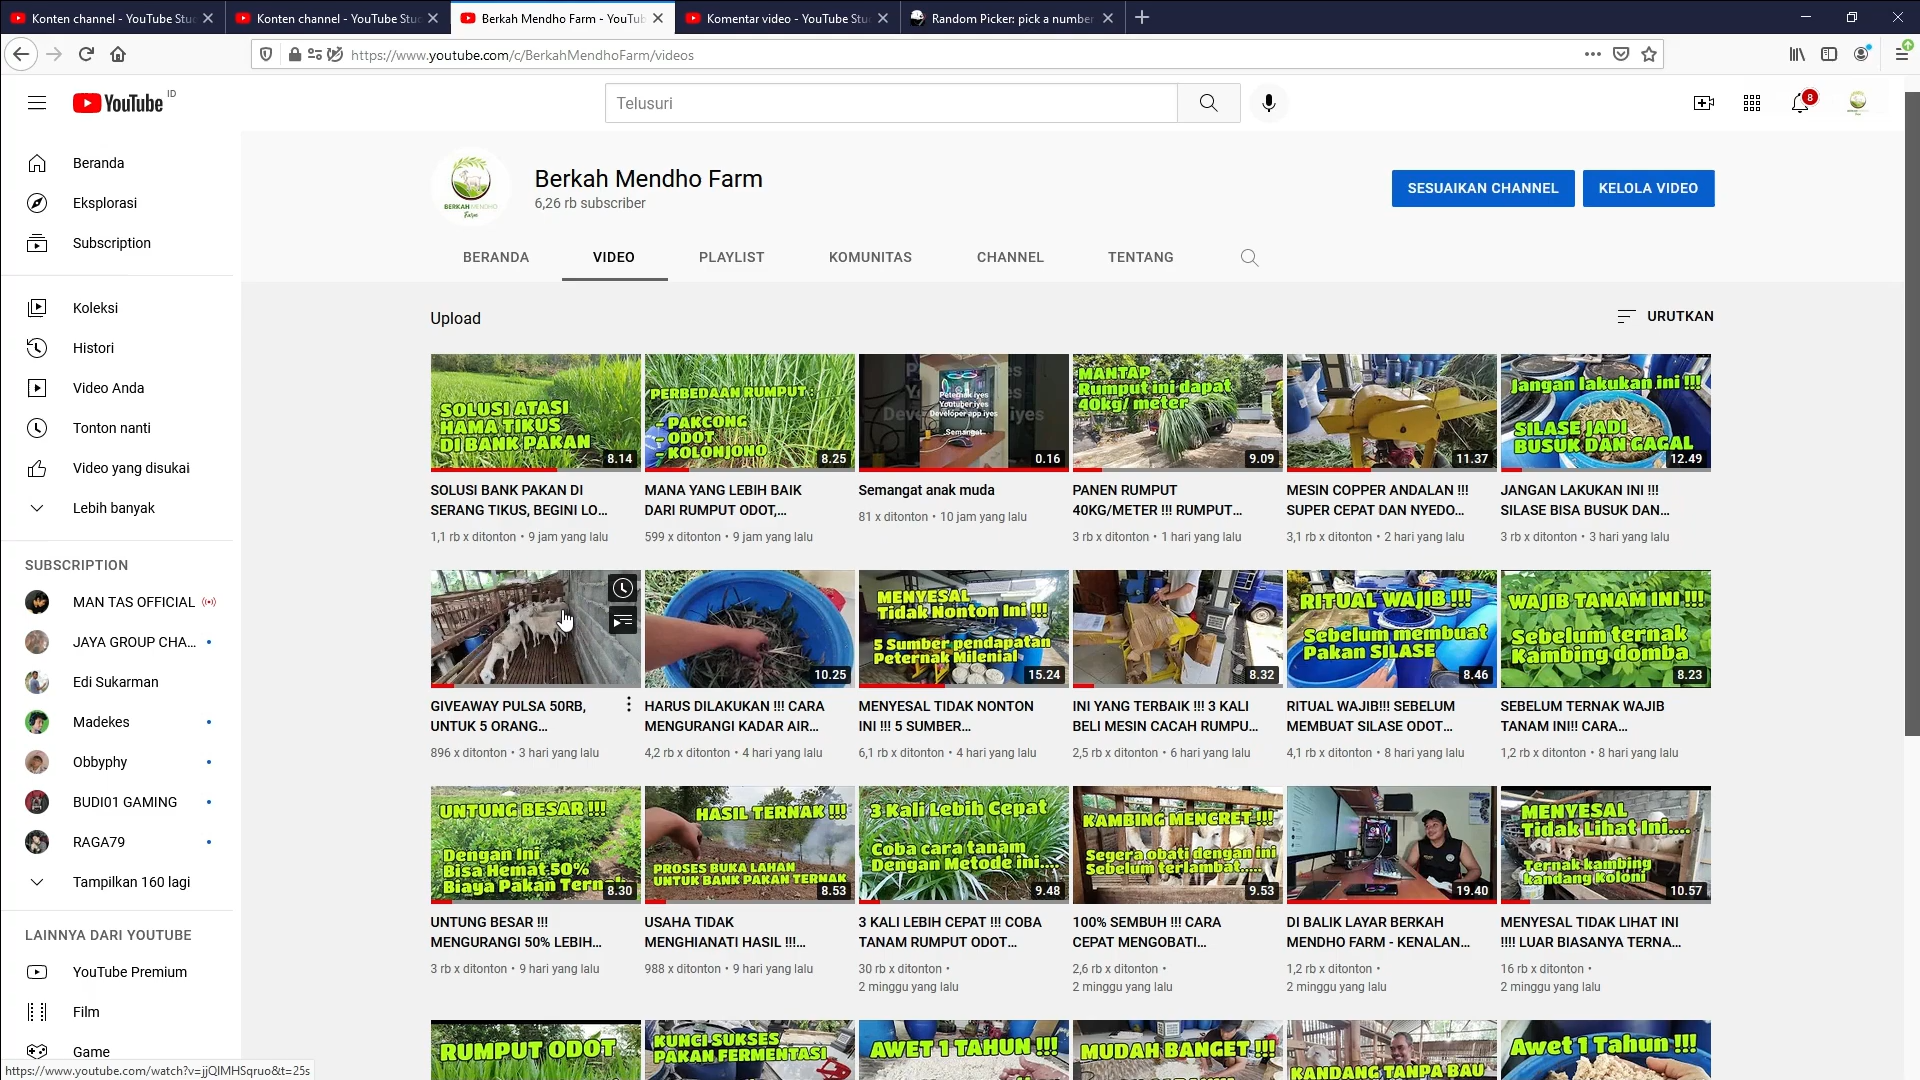 Konten channel - YouTube Stu
Konten channel - YouTube Stu
Berkah Mendho Farm - YouTub
Komentar video - YouTube Stu
Random Picker: pick a number
https://www.youtube.com/c/BerkahMendhoFarm/videos
YouTube ID
Telusuri
8
Beranda
Eksplorasi
Subscription
Koleksi
Histori
Video Anda
Tonton nanti
Video yang disukai
Lebih banyak
SUBSCRIPTION
MAN TAS OFFICIAL
JAYA GROUP CHA...
Edi Sukarman
Madekes
Obbyphy
BUDI01 GAMING
RAGA79
Tampilkan 160 lagi
LAINNYA DARI YOUTUBE
YouTube Premium
Film
Game
https://www.youtube.com/watch?v=jjQIMHSqruo&t=25s
BERKAH MENDHO
Farm
Berkah Mendho Farm
6,26 rb subscriber
SESUAIKAN CHANNEL
KELOLA VIDEO
BERANDA
VIDEO
PLAYLIST
KOMUNITAS
CHANNEL
TENTANG
Upload
URUTKAN
SOLUSI ATASI
HAMA TIKUS
DI BANK PAKAN
8.14
SOLUSI BANK PAKAN DI
SERANG TIKUS, BEGINI LO...
1,1 rb x ditonton • 9 jam yang lalu
PERBEDAAN RUMPUT :
- PAKCONG
- ODOT
- KOLONJONO
8.25
MANA YANG LEBIH BAIK
DARI RUMPUT ODOT,...
599 x ditonton • 9 jam yang lalu
Peternak iyes
Youtuber iyes
Developer app iyes
Semangat
0.16
Semangat anak muda
81 x ditonton • 10 jam yang lalu
MANTAP
Rumput ini dapat
40kg/ meter
9.09
PANEN RUMPUT
40KG/METER !!! RUMPUT...
3 rb x ditonton • 1 hari yang lalu
11.37
MESIN COPPER ANDALAN !!!
SUPER CEPAT DAN NYEDO...
3,1 rb x ditonton • 2 hari yang lalu
Jangan lakukan ini !!!
SILASE JADI
BUSUK DAN GAGAL
12.49
JANGAN LAKUKAN INI !!!
SILASE BISA BUSUK DAN...
3 rb x ditonton • 3 hari yang lalu
GIVEAWAY PULSA 50RB,
UNTUK 5 ORANG...
896 x ditonton • 3 hari yang lalu
10.25
HARUS DILAKUKAN !!! CARA
MENGURANGI KADAR AIR...
4,2 rb x ditonton • 4 hari yang lalu
MENYESAL
Tidak Nonton Ini !!!
5 Sumber pendapatan
Peternak Milenial
15.24
MENYESAL TIDAK NONTON
INI !!! 5 SUMBER...
6,1 rb x ditonton • 4 hari yang lalu
8.32
INI YANG TERBAIK !!! 3 KALI
BELI MESIN CACAH RUMPU...
2,5 rb x ditonton • 6 hari yang lalu
RITUAL WAJIB !!!
Sebelum membuat
Pakan SILASE
8.46
RITUAL WAJIB!!! SEBELUM
MEMBUAT SILASE ODOT...
4,1 rb x ditonton • 8 hari yang lalu
WAJIB TANAM INI !!!
Sebelum ternak
Kambing domba
8.23
SEBELUM TERNAK WAJIB
TANAM INI!! CARA...
1,2 rb x ditonton • 8 hari yang lalu
UNTUNG BESAR !!!
Dengan Ini
Bisa Hemat 50%
Biaya Pakan Tern
8.30
UNTUNG BESAR !!!
MENGURANGI 50% LEBIH...
3 rb x ditonton • 9 hari yang lalu
HASIL TERNAK !!!
PROSES BUKA LAHAN
UNTUK BANK PAKAN TERNAK
8.53
USAHA TIDAK
MENGHIANATI HASIL !!!...
988 x ditonton • 9 hari yang lalu
3 Kali Lebih Cepat
Coba cara tanam
Dengan Metode ini....
9.48
3 KALI LEBIH CEPAT !!! COBA
TANAM RUMPUT ODOT...
30 rb x ditonton •
2 minggu yang lalu
KAMBING MENCRET !!!
Segera obati dengan ini
Sebelum terlambat.....
9.53
100% SEMBUH !!! CARA
CEPAT MENGOBATI...
2,6 rb x ditonton •
2 minggu yang lalu
19.40
DI BALIK LAYAR BERKAH
MENDHO FARM - KENALAN...
1,2 rb x ditonton •
2 minggu yang lalu
MENYESAL
Tidak Lihat Ini....
Ternak kambing
kandang Koloni
10.57
MENYESAL TIDAK LIHAT INI
!!!! LUAR BIASANYA TERNA...
16 rb x ditonton •
2 minggu yang lalu
RUMPUT ODOT
KUNCI SUKSES
PAKAN FERMENTASI
AWET 1 TAHUN !!!
MUDAH BANGET !!!
KANDANG TANPA BAU
Awet 1 Tahun !!!